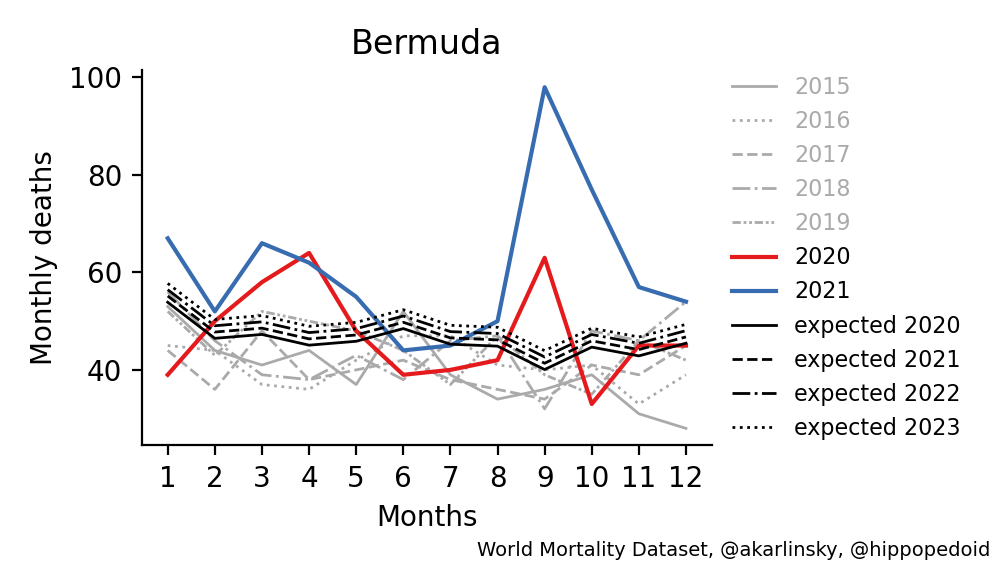 Bermuda
100
80
60
40
Monthly deaths
1 2 3 4 5 6 7 8 9 10 11 12
Months
2015
2016
2017
2018
2019
2020
2021
expected 2020
expected 2021
expected 2022
expected 2023
World Mortality Dataset, @akarlinsky, @hippopedoid